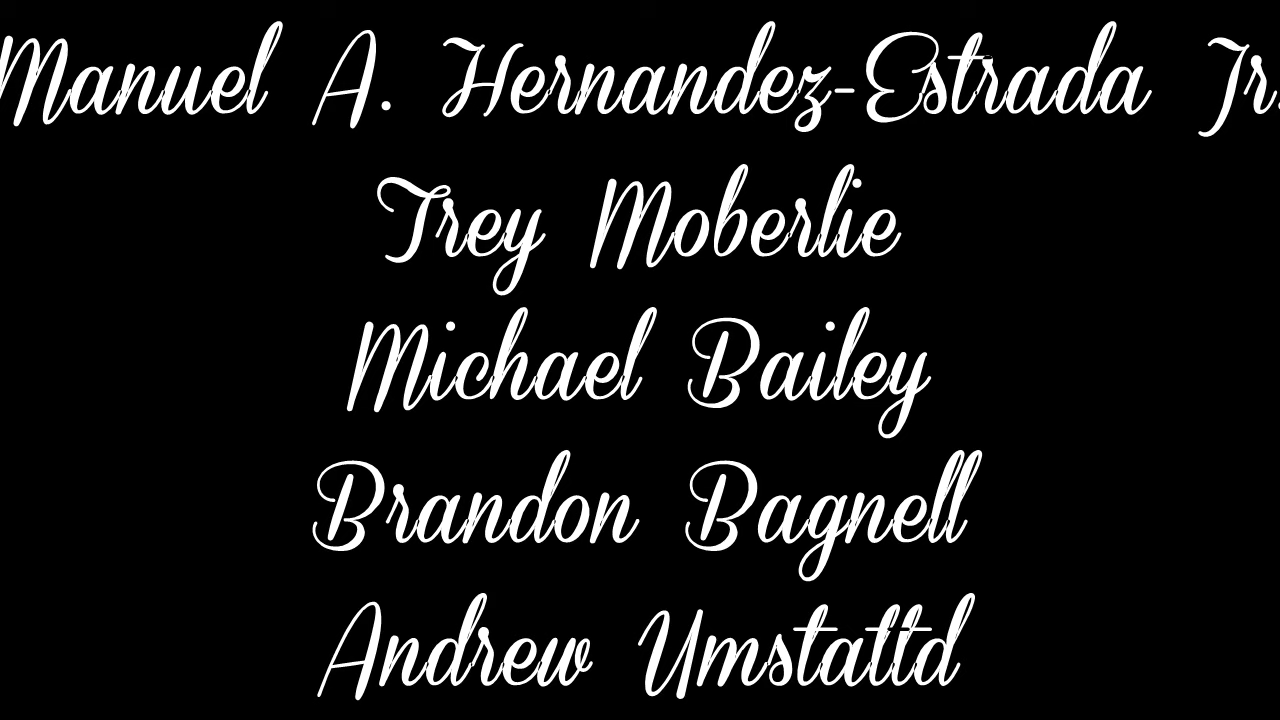 Manuel A. Hernandez-Estrada Jr.
Trey Moberlie
Michael Bailey
Brandon Bagnell
Andrew Umstattd